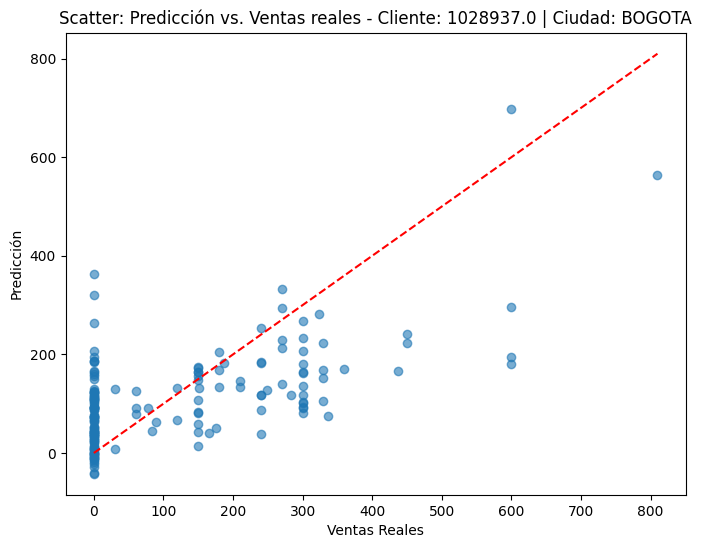 Scatter: Predicción vs. Ventas reales - Cliente: 1028937.0 | Ciudad: BOGOTA
800
600
400
200
0
Predicción
0 100 200 300 400 500 600 700 800
Ventas Reales